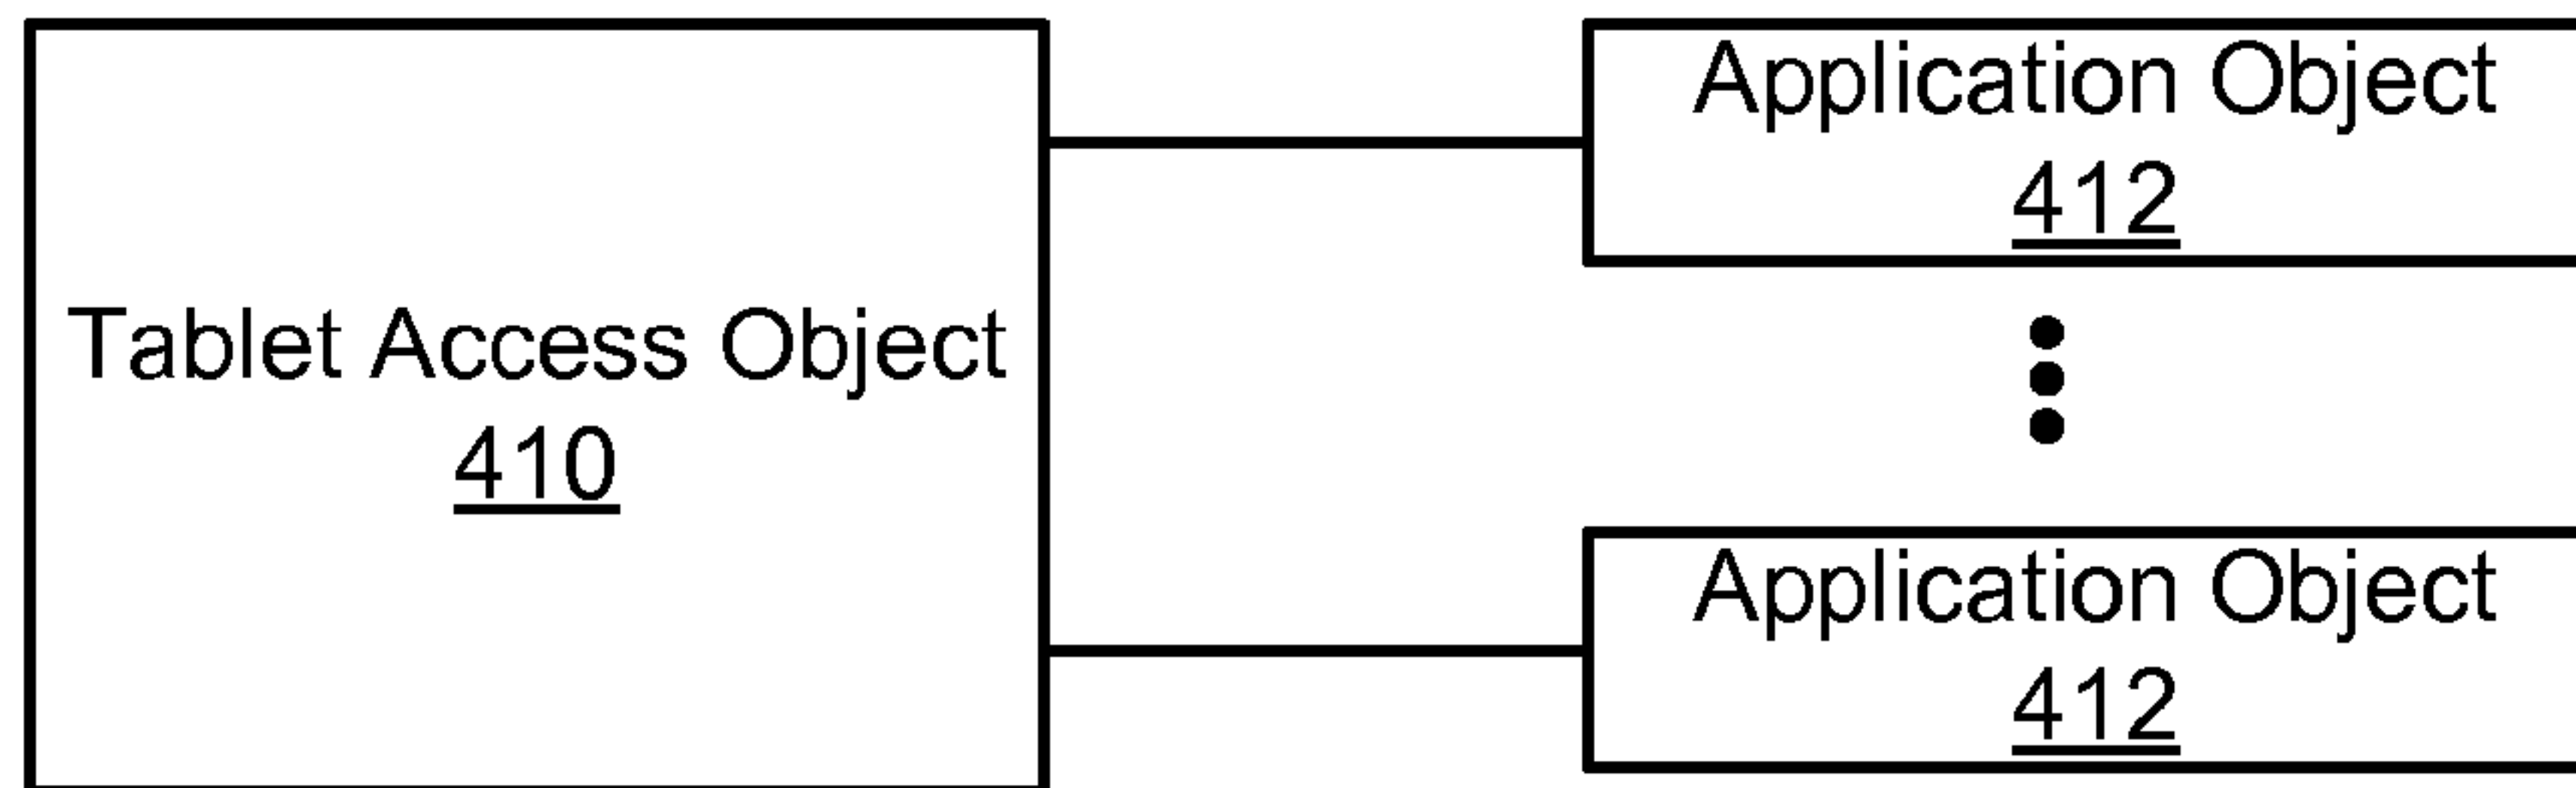 Tablet Access Object
410
Application Object
412
Application Object
412